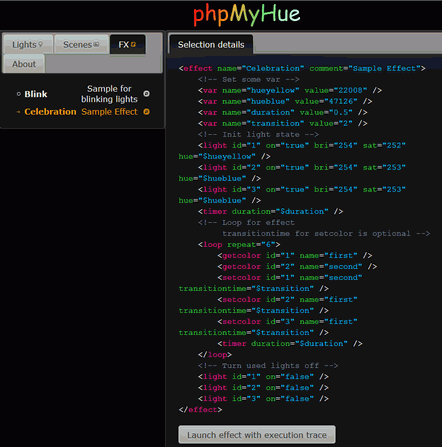 phpMyHue
Lights
Scenes
FX
About
Blink
Sample for
blinking lights
Celebration
Sample Effect
Selection details
<effect name="Celebration" comment="Sample Effect">
<!-- Set some var -->
<var name="hueyellow" value="22008" />
<var name="hueblue" value="47126" />
<var name="duration" value="0.5" />
<var name="transition" value="2" />
<!-- Init light state -->
<light id="1" on="true" bri="254" sat="252"
hue="$hueyellow" />
<light id="2" on="true" bri="254" sat="253"
hue="$hueblue" />
<light id="3" on="true" bri="254" sat="253"
hue="$hueblue" />
<timer duration="$duration" />
<!-- Loop for effect
transitiontime for setcolor is optional -->
<loop repeat="6">
<getcolor id="1" name="first" />
<getcolor id="2" name="second" />
<setcolor id="1" name="second"
transitiontime="$transition" />
<setcolor id="2" name="first"
transitiontime="$transition" />
<setcolor id="3" name="first"
transitiontime="$transition" />
<timer duration="$duration" />
</loop>
<!-- Turn used lights off -->
<light id="1" on="false" />
<light id="2" on="false" />
<light id="3" on="false" />
</effect>
Launch effect with execution trace